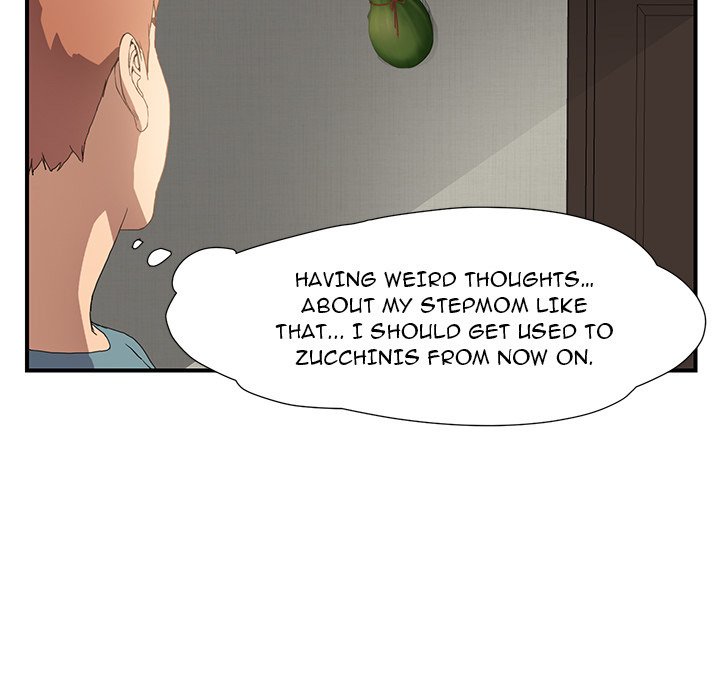 HAVING WEIRD THOUGHTS...
ABOUT MY STEPMOM LIKE
THAT... I SHOULD GET USED TO
ZUCCHINIS FROM NOW ON.